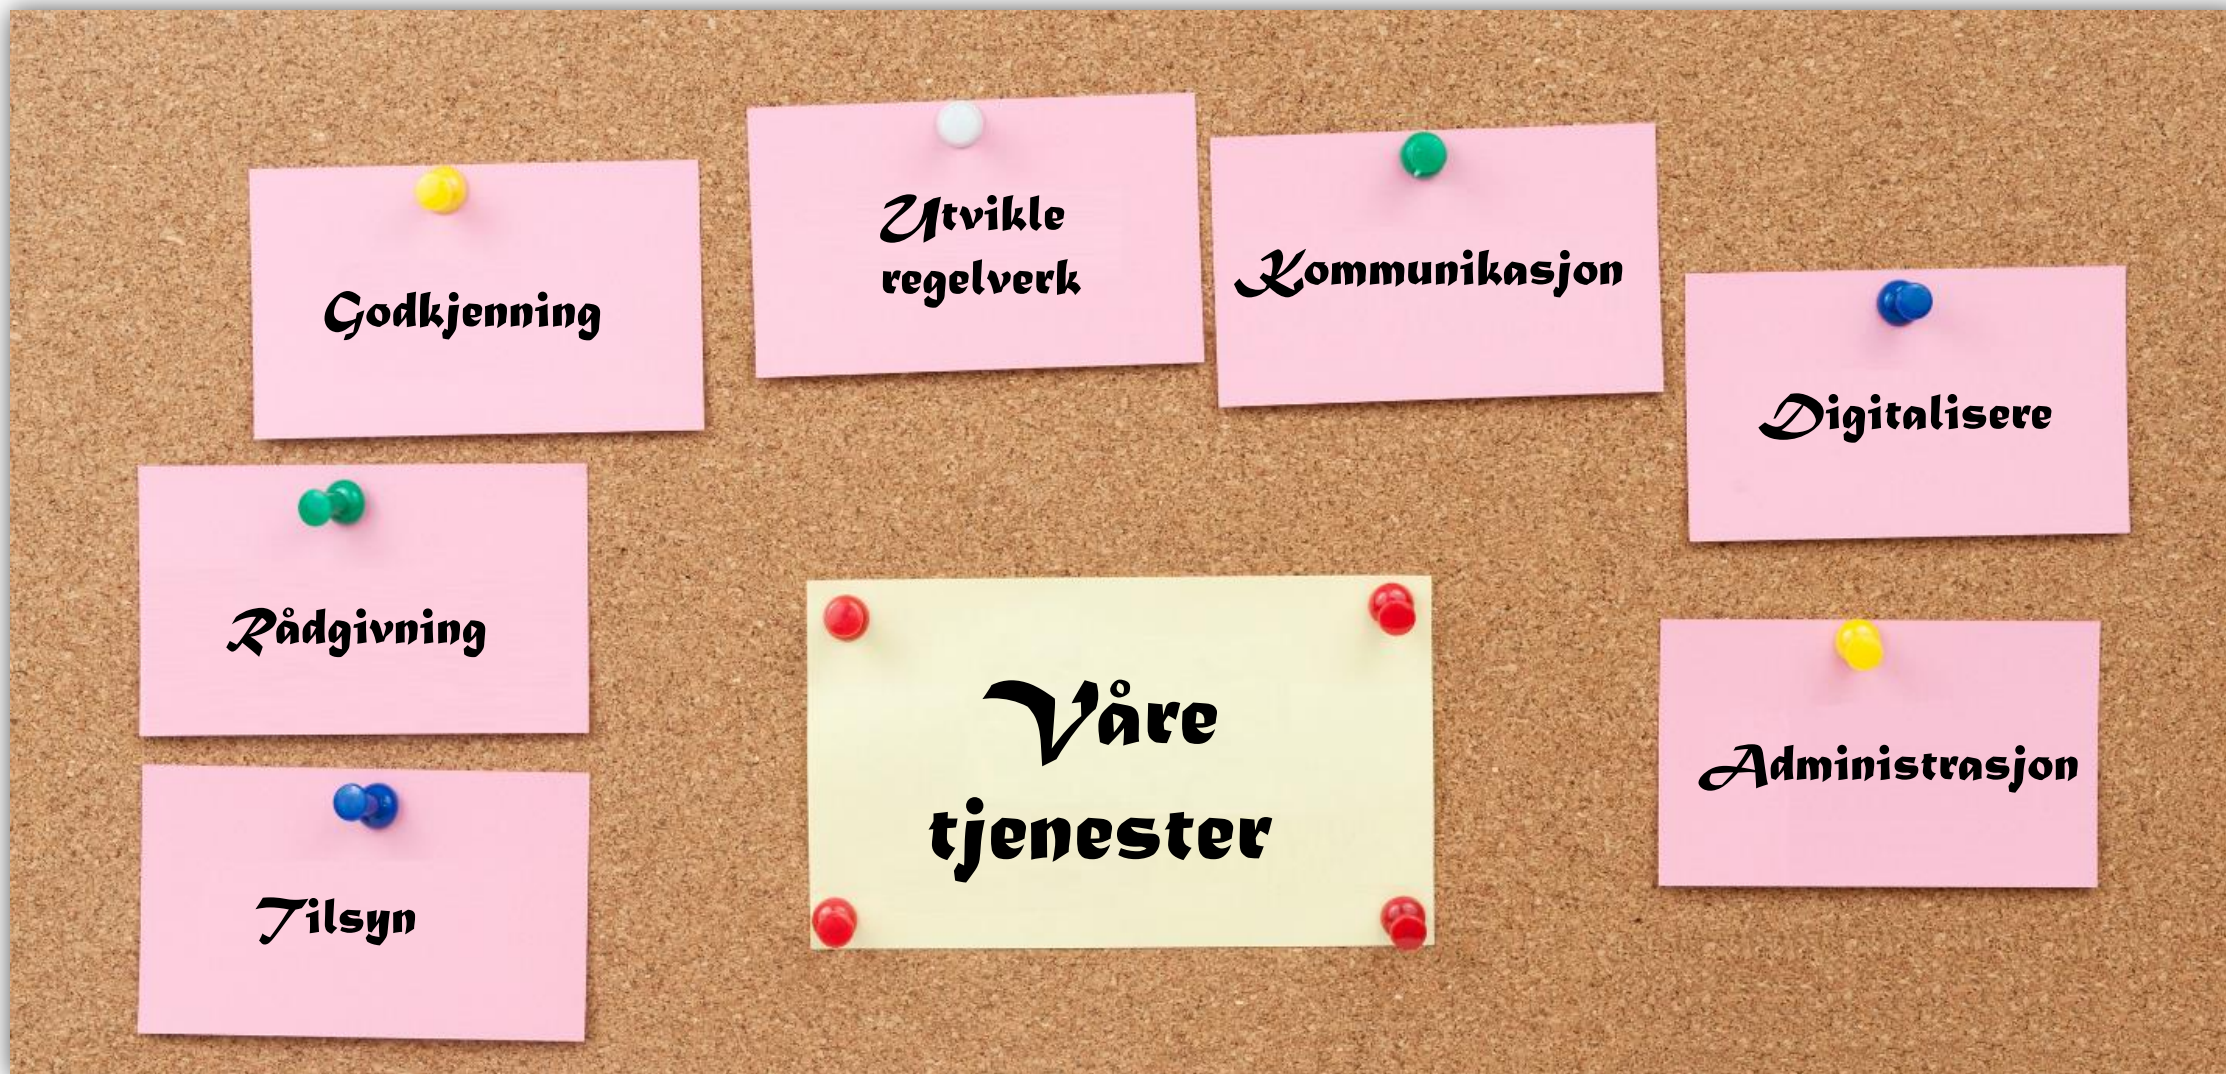 Godkjenning
Utvikle
regelverk
Kommunikasjon
Digitalisere
Rådgivning
Våre
tjenester
Administrasjon
Tilsyn